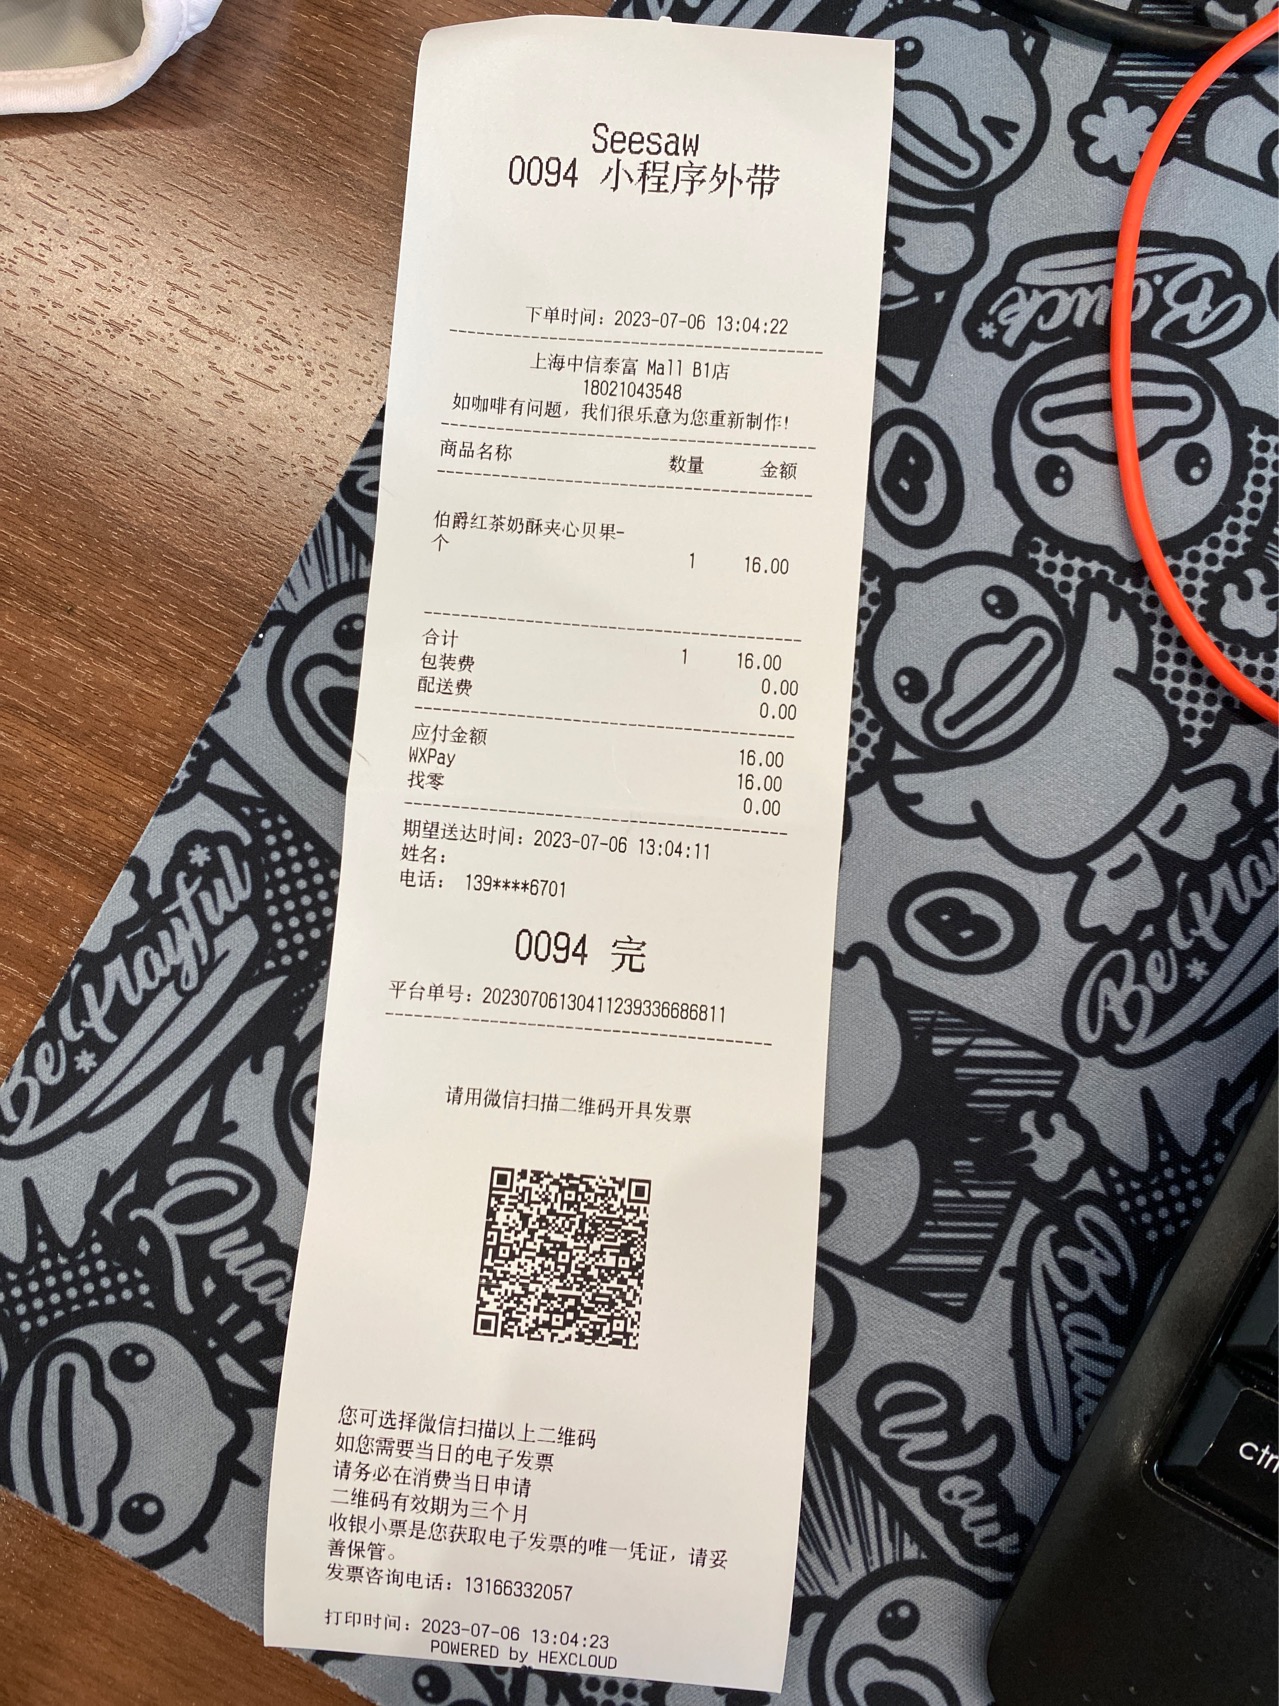 Seesaw
0094 小程序外带
下单时间：2023-07-06 13:04:22
上海中信泰富 Mall B1店
18021043548
如咖啡有问题，我们很乐意为您重新制作！
商品名称 数量 金额
伯爵红茶奶酥夹心贝果-
个
1 16.00
合计 1 16.00
包装费 0.00
配送费 0.00
应付金额 16.00
WXPay 16.00
找零 0.00
期望送达时间：2023-07-06 13:04:11
姓名：
电话： 139****6701
0094 完
平台单号：20230706130411239336686811
请用微信扫描二维码开具发票
您可选择微信扫描以上二维码
如您需要当日的电子发票
请务必在消费当日申请
二维码有效期为三个月
收银小票是您获取电子发票的唯一凭证，请妥
善保管。
发票咨询电话：13166332057
打印时间：2023-07-06 13:04:23
POWERED by HEXCLOUD
B.duck
B
B
Be Playful
Wow